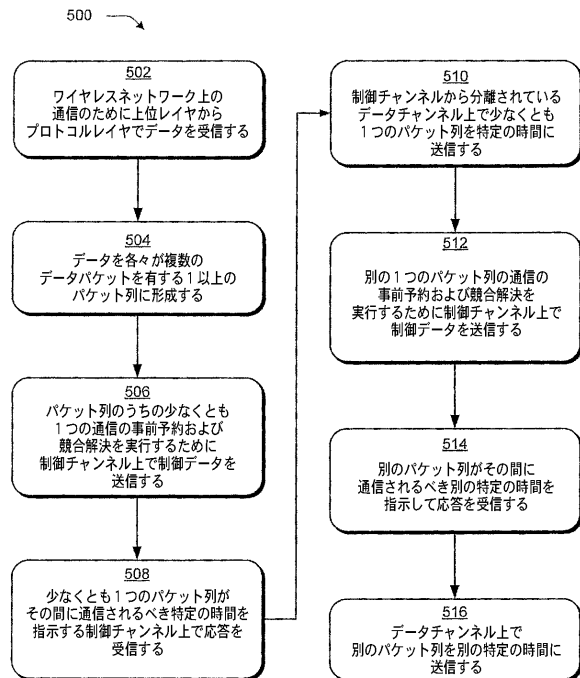 500
502
ワイヤレスネットワーク上の
通信のために上位レイヤから
プロトコルレイヤでデータを受信する
504
データを各々が複数の
データパケットを有する1以上の
パケット列に形成する
506
パケット列のうちの少なくとも
1つの通信の事前予約および
競合解決を実行するために
制御チャンネル上で制御データを
送信する
508
少なくとも1つのパケット列が
その間に通信されるべき特定の時間を
指示する制御チャンネル上で応答を
受信する
510
制御チャンネルから分離されている
データチャンネル上で少なくとも
1つのパケット列を特定の時間に
送信する
512
別の1つのパケット列の通信の
事前予約および競合解決を
実行するために制御チャンネル上で
制御データを送信する
514
別のパケット列がその間に
通信されるべき別の特定の時間を
指示して応答を受信する
516
データチャンネル上で
別のパケット列を別の特定の時間に
送信する